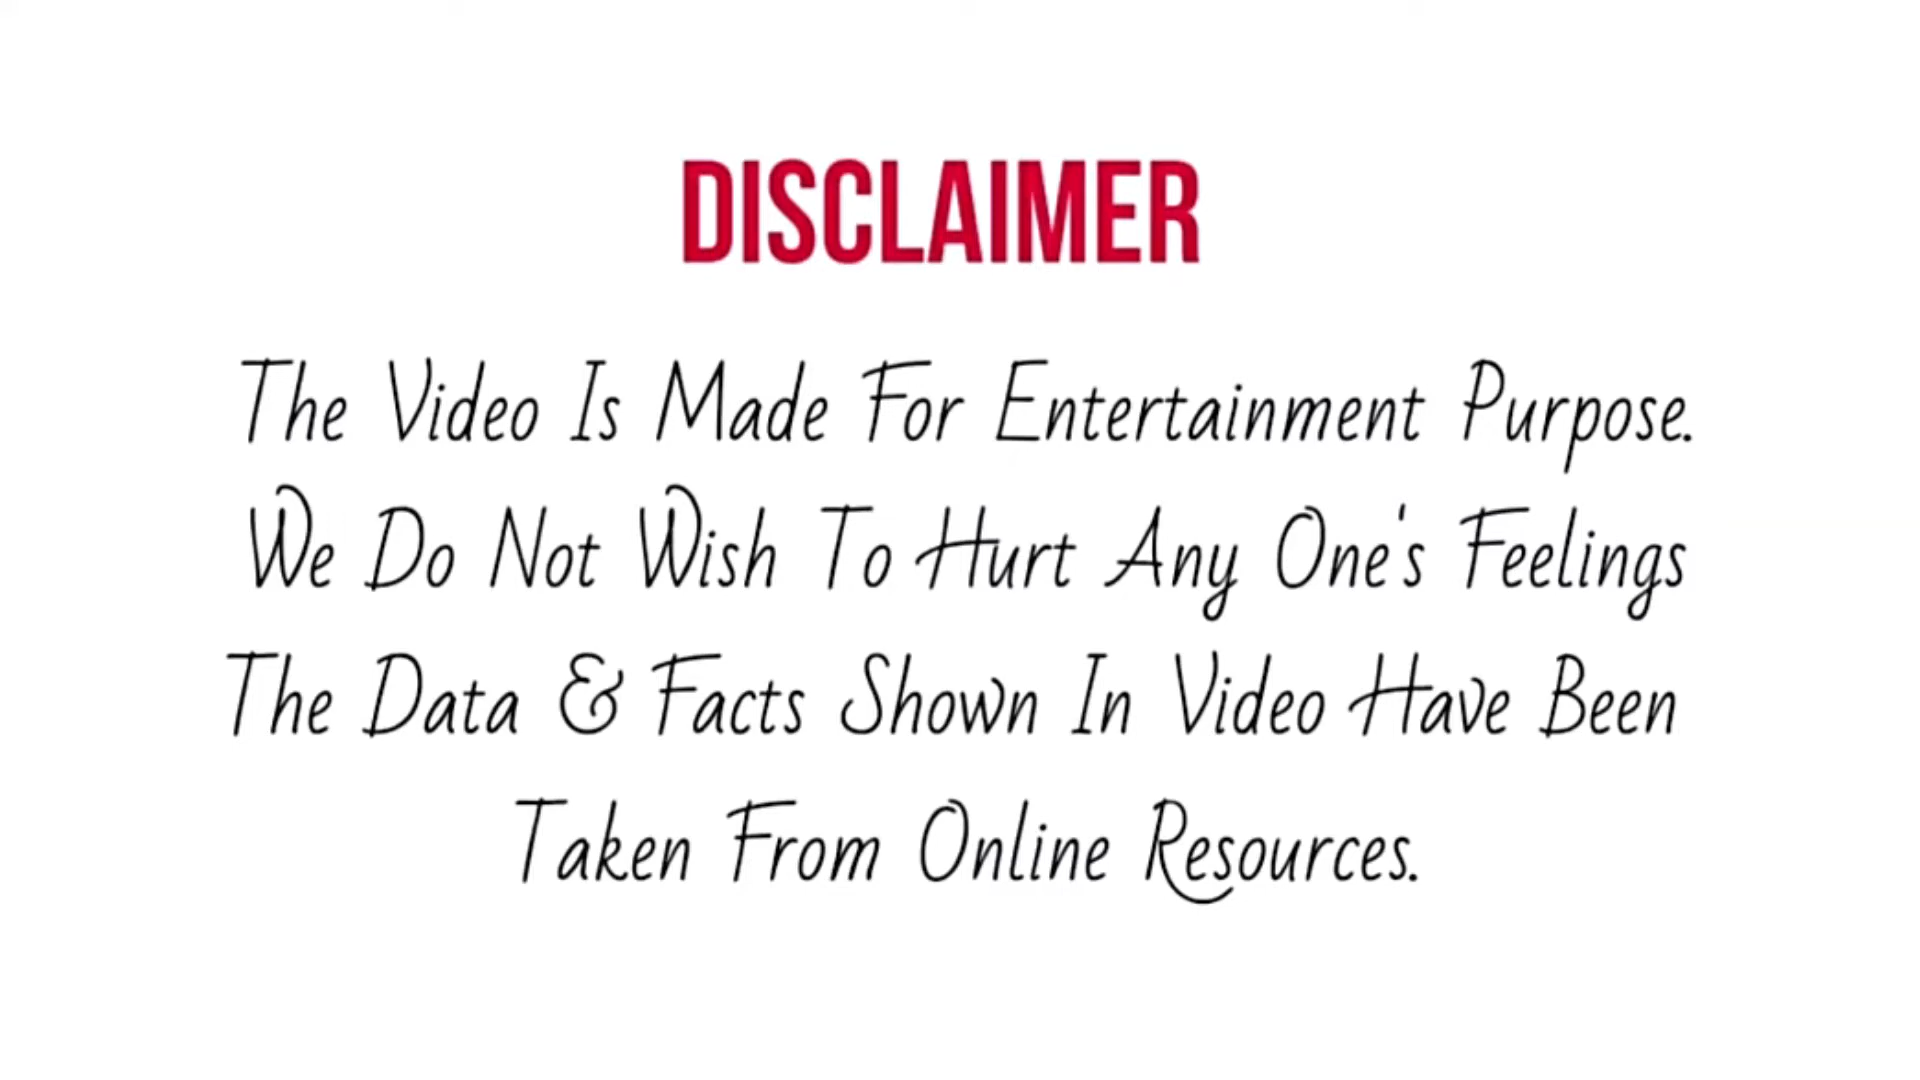 DISCLAIMER
The Video Is Made For Entertainment Purpose.
We Do Not Wish To Hurt Any One's Feelings
The Data & Facts Shown In Video Have Been
Taken From Online Resources.